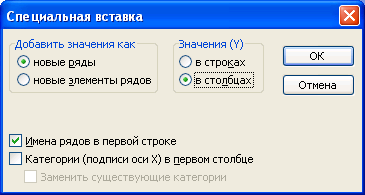 Специальная вставка
Добавить значения как
новые ряды
новые элементы рядов
Значения (Y)
в строках
в столбцах
ОК
Отмена
Имена рядов в первой строке
Категории (подписи оси X) в первом столбце
Заменить существующие категории